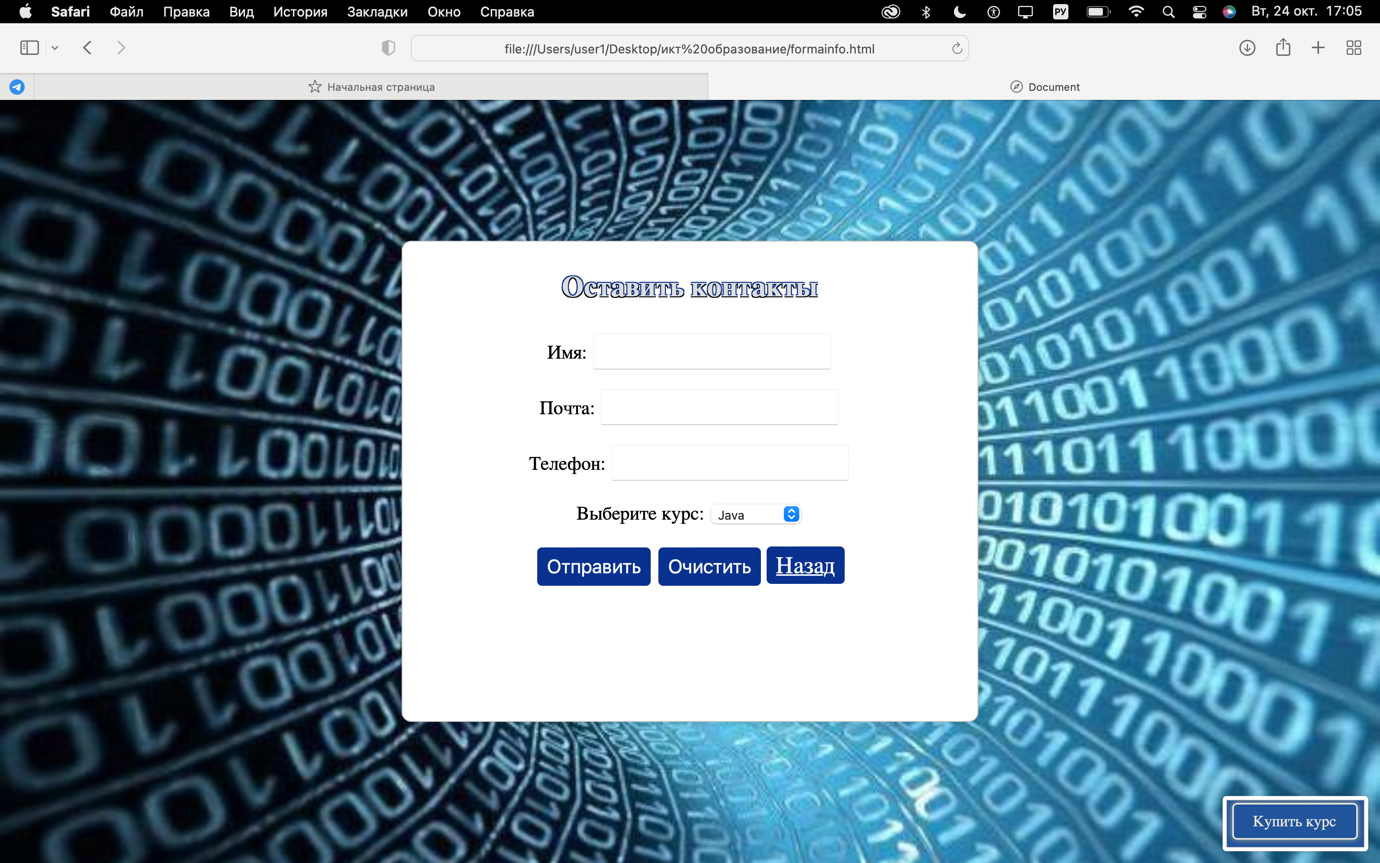 Safari Файл Правка Вид История Закладки Окно Справка РУ Вт, 24 окт. 17:05
file:///Users/user1/Desktop/икт%20образование/formainfo.html
Начальная страница Document
Оставить контакты
Имя:
Почта:
Телефон:
Выберите курс: Java
Отправить Очистить Назад
Купить курс